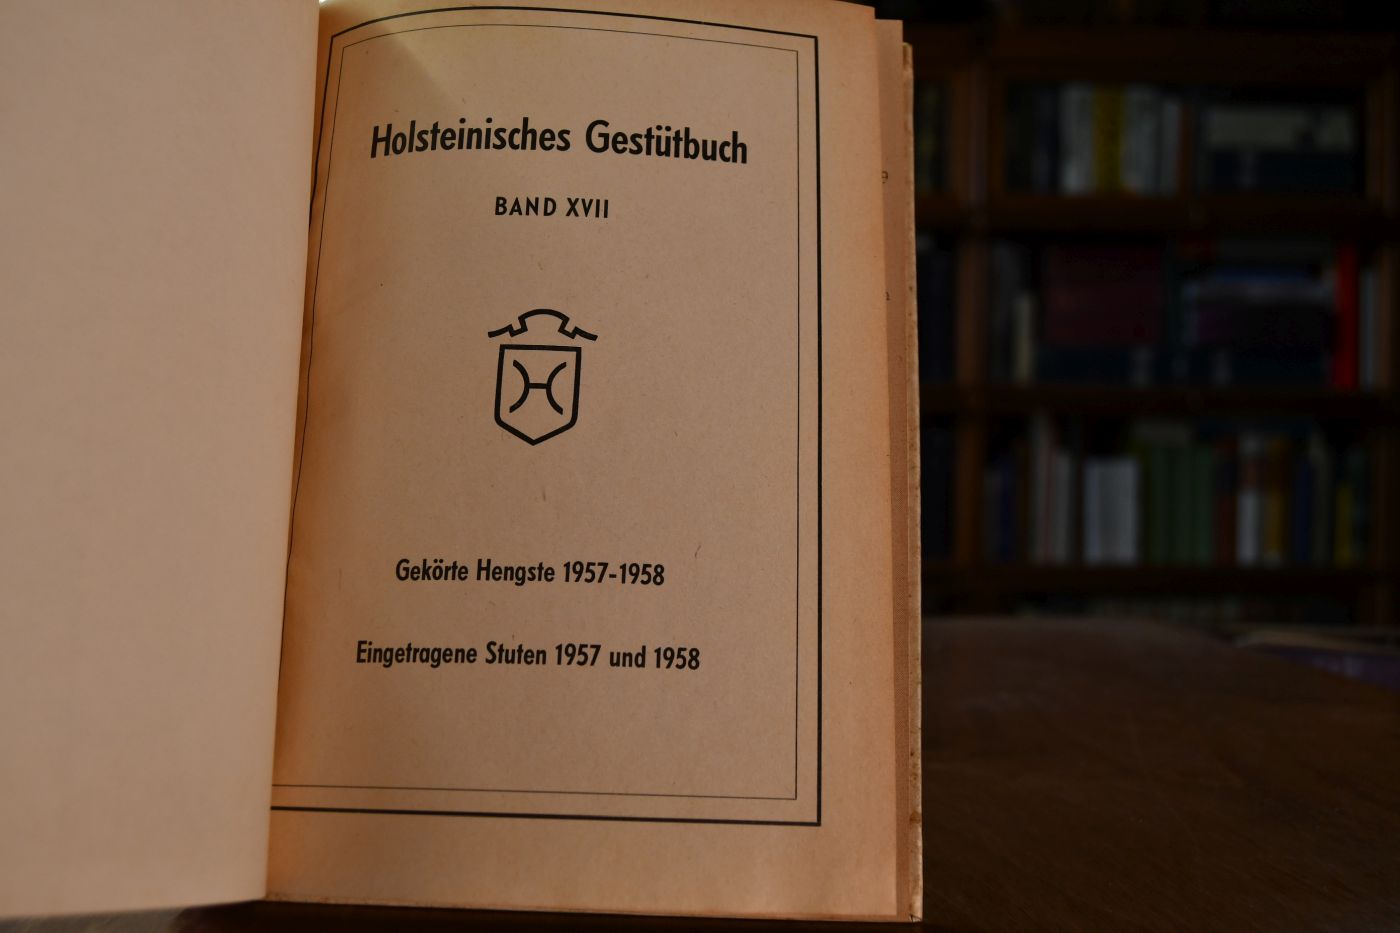 Holsteinisches Gestütbuch
BAND XVII
Gekörte Hengste 1957-1958
Eingetragene Stuten 1957 und 1958